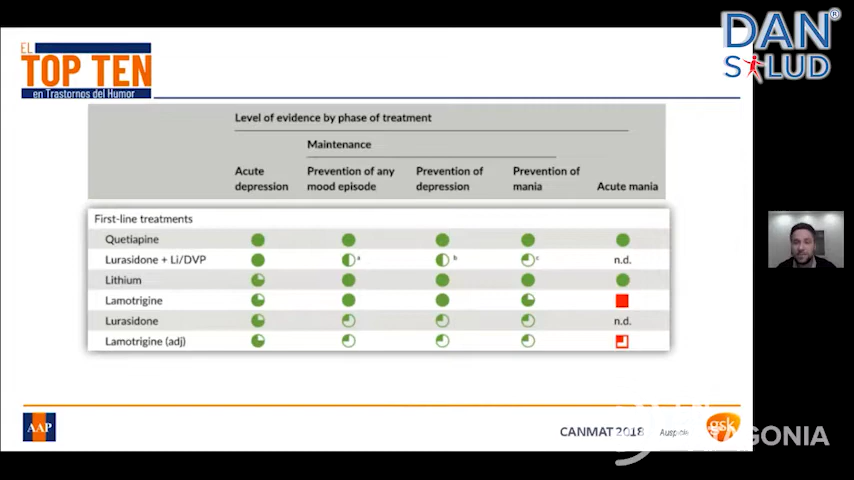 DAN®
SALUD
EL
TOP TEN
en Trastornos del Humor
Level of evidence by phase of treatment
Maintenance
Acute depression
Prevention of any mood episode
Prevention of depression
Prevention of mania
Acute mania
First-line treatments
Quetiapine
Lurasidone + Li/DVP a b c n.d.
Lithium
Lamotrigine
Lurasidone n.d.
Lamotrigine (adj)
AAP
CANMAT 2018
gsk